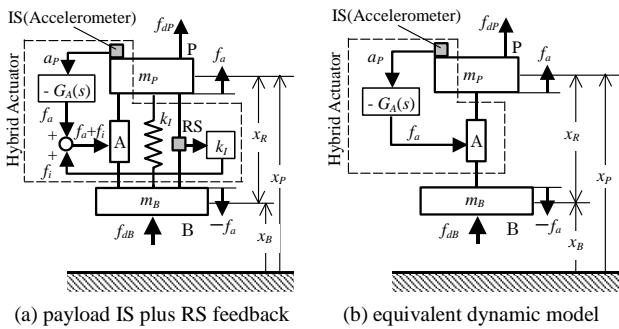 IS(Accelerometer)
f_dP
P
f_a
a_P
m_P
- G_A(s)
f_a
k_I
RS
A
f_a+f_i
k_I
+
+
f_i
x_R
x_P
m_B
f_dB
B
−f_a
x_B
Hybrid Actuator
(a) payload IS plus RS feedback
IS(Accelerometer)
f_dP
P
f_a
a_P
m_P
- G_A(s)
f_a
A
x_R
x_P
m_B
f_dB
B
−f_a
x_B
Hybrid Actuator
(b) equivalent dynamic model